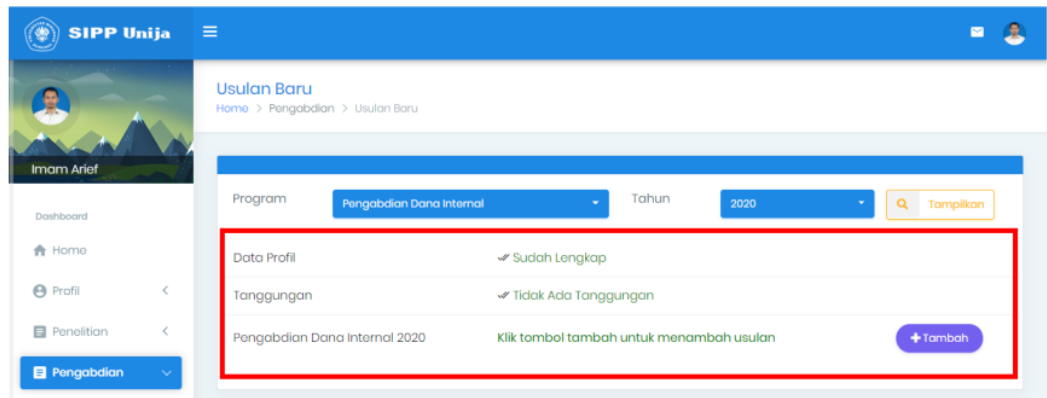 SIPP Unija
Usulan Baru
Home > Pengabdian > Usulan Baru
Imam Arief
Dashboard
Home
Profil
Penelitian
Pengabdian
Program Pengabdian Dana Internal Tahun 2020 Tampilkan
Data Profil Sudah Lengkap
Tanggungan Tidak Ada Tanggungan
Pengabdian Dana Internal 2020 Klik tombol tambah untuk menambah usulan +Tambah